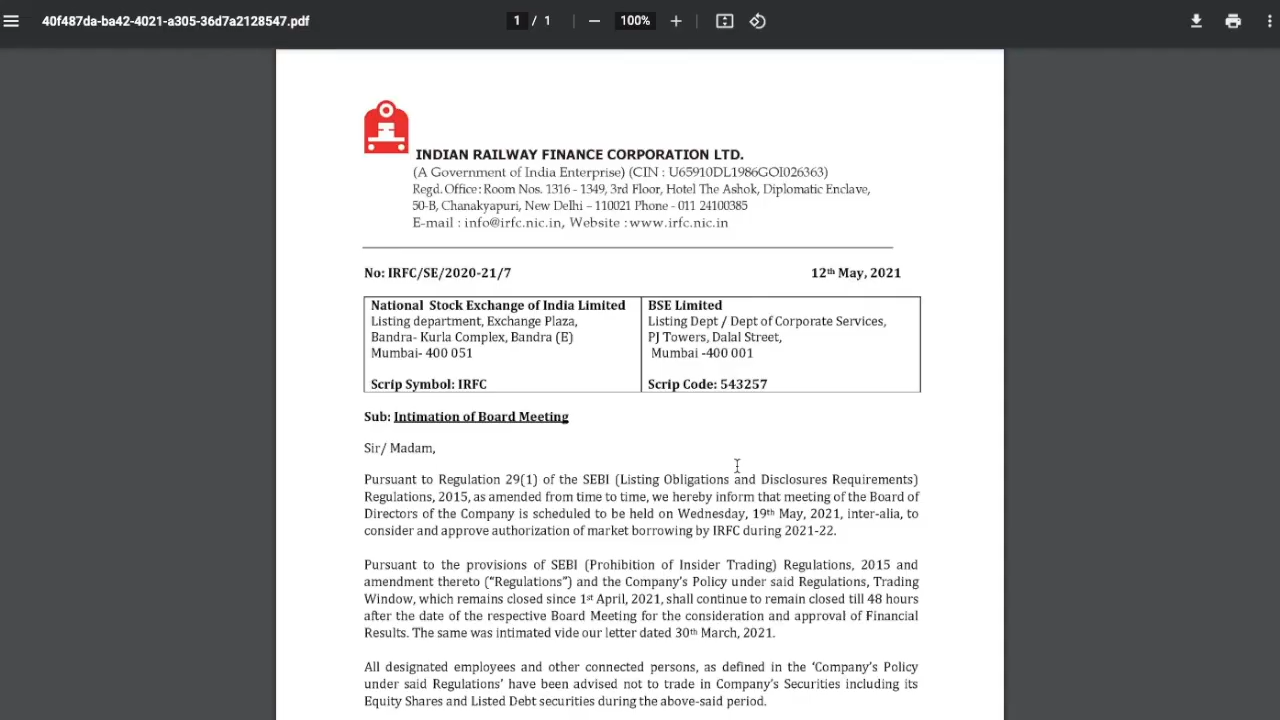 40f487da-ba42-4021-a305-36d7a2128547.pdf
1 / 1
100%
INDIAN RAILWAY FINANCE CORPORATION LTD.
(A Government of India Enterprise) (CIN : U65910DL1986GOI026363)
Regd. Office : Room Nos. 1316 - 1349, 3rd Floor, Hotel The Ashok, Diplomatic Enclave,
50-B, Chanakyapuri, New Delhi – 110021 Phone - 011 24100385
E-mail : info@irfc.nic.in, Website : www.irfc.nic.in
No: IRFC/SE/2020-21/7
12th May, 2021
National Stock Exchange of India Limited
Listing department, Exchange Plaza,
Bandra- Kurla Complex, Bandra (E)
Mumbai- 400 051
Scrip Symbol: IRFC
BSE Limited
Listing Dept / Dept of Corporate Services,
PJ Towers, Dalal Street,
Mumbai -400 001
Scrip Code: 543257
Sub: Intimation of Board Meeting
Sir/ Madam,
Pursuant to Regulation 29(1) of the SEBI (Listing Obligations and Disclosures Requirements)
Regulations, 2015, as amended from time to time, we hereby inform that meeting of the Board of
Directors of the Company is scheduled to be held on Wednesday, 19th May, 2021, inter-alia, to
consider and approve authorization of market borrowing by IRFC during 2021-22.
Pursuant to the provisions of SEBI (Prohibition of Insider Trading) Regulations, 2015 and
amendment thereto (“Regulations”) and the Company’s Policy under said Regulations, Trading
Window, which remains closed since 1st April, 2021, shall continue to remain closed till 48 hours
after the date of the respective Board Meeting for the consideration and approval of Financial
Results. The same was intimated vide our letter dated 30th March, 2021.
All designated employees and other connected persons, as defined in the ‘Company’s Policy
under said Regulations’ have been advised not to trade in Company’s Securities including its
Equity Shares and Listed Debt securities during the above-said period.